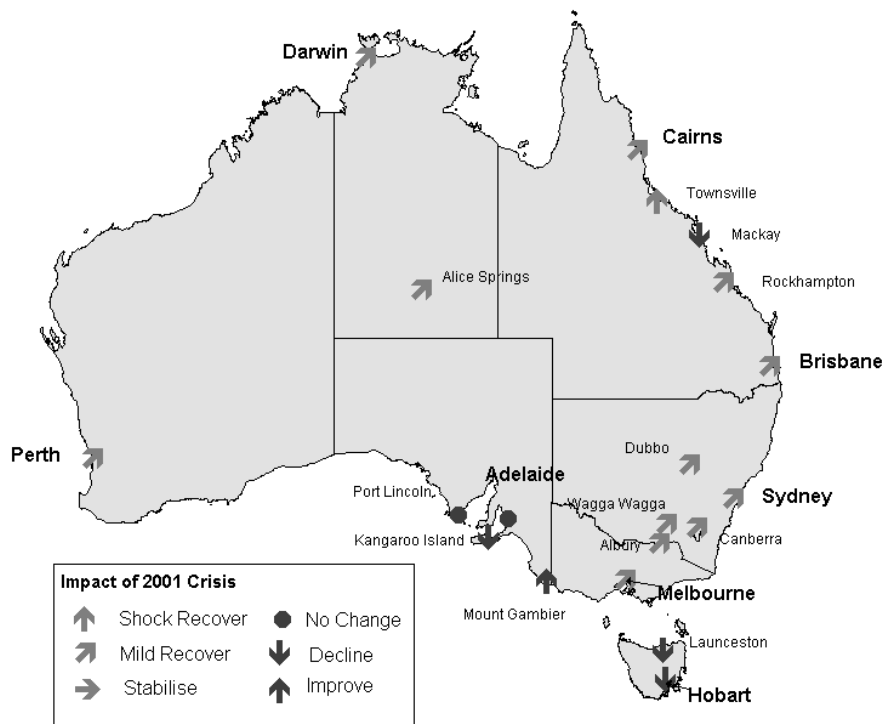 Darwin
Cairns
Townsville
Mackay
Alice Springs
Rockhampton
Brisbane
Dubbo
Perth
Adelaide
Port Lincoln
Wagga Wagga
Sydney
Kangaroo Island
Albury
Canberra
Impact of 2001 Crisis
Melbourne
Mount Gambier
Shock Recover
No Change
Mild Recover
Decline
Stabilise
Improve
Launceston
Hobart